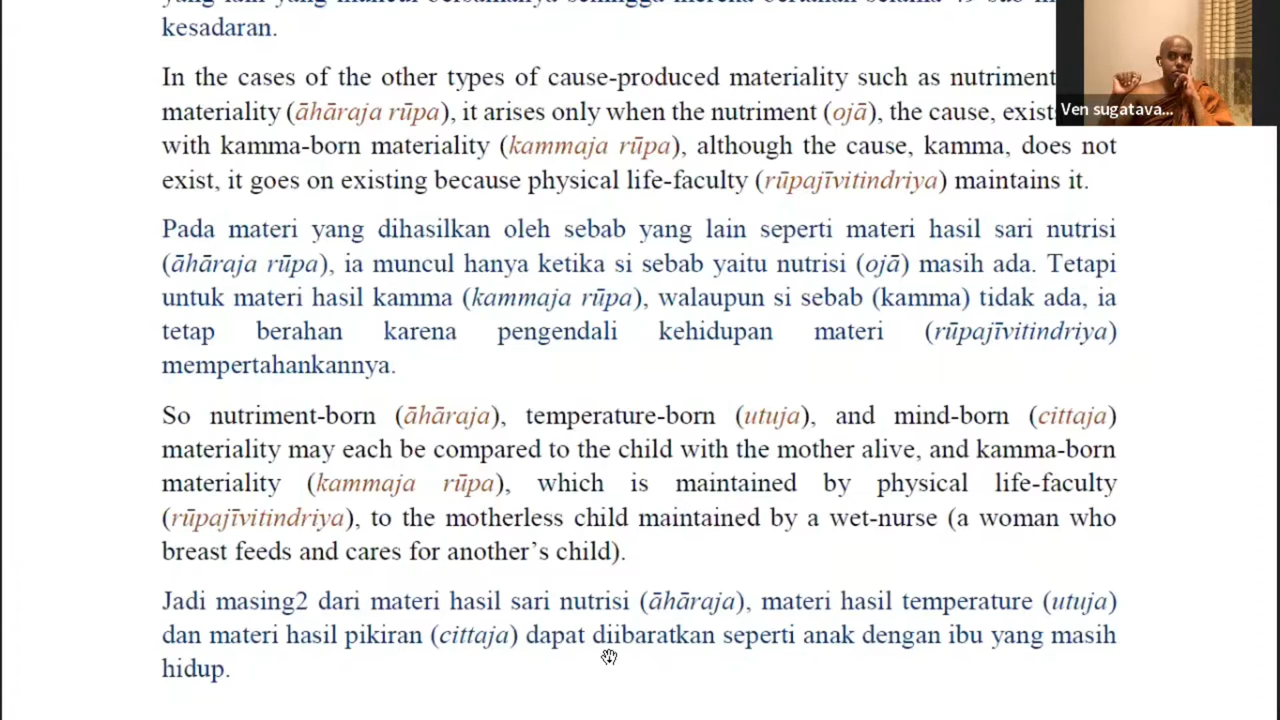 kesadaran.
In the cases of the other types of cause-produced materiality such as nutriment
materiality (āhāraja rūpa), it arises only when the nutriment (ojā), the cause, exist
with kamma-born materiality (kammaja rūpa), although the cause, kamma, does not
exist, it goes on existing because physical life-faculty (rūpajīvitindriya) maintains it.
Pada materi yang dihasilkan oleh sebab yang lain seperti materi hasil sari nutrisi
(āhāraja rūpa), ia muncul hanya ketika si sebab yaitu nutrisi (ojā) masih ada. Tetapi
untuk materi hasil kamma (kammaja rūpa), walaupun si sebab (kamma) tidak ada, ia
tetap berahan karena pengendali kehidupan materi (rūpajīvitindriya)
mempertahankannya.
So nutriment-born (āhāraja), temperature-born (utuja), and mind-born (cittaja)
materiality may each be compared to the child with the mother alive, and kamma-born
materiality (kammaja rūpa), which is maintained by physical life-faculty
(rūpajīvitindriya), to the motherless child maintained by a wet-nurse (a woman who
breast feeds and cares for another’s child).
Jadi masing2 dari materi hasil sari nutrisi (āhāraja), materi hasil temperature (utuja)
dan materi hasil pikiran (cittaja) dapat diibaratkan seperti anak dengan ibu yang masih
hidup.
Ven sugatava...